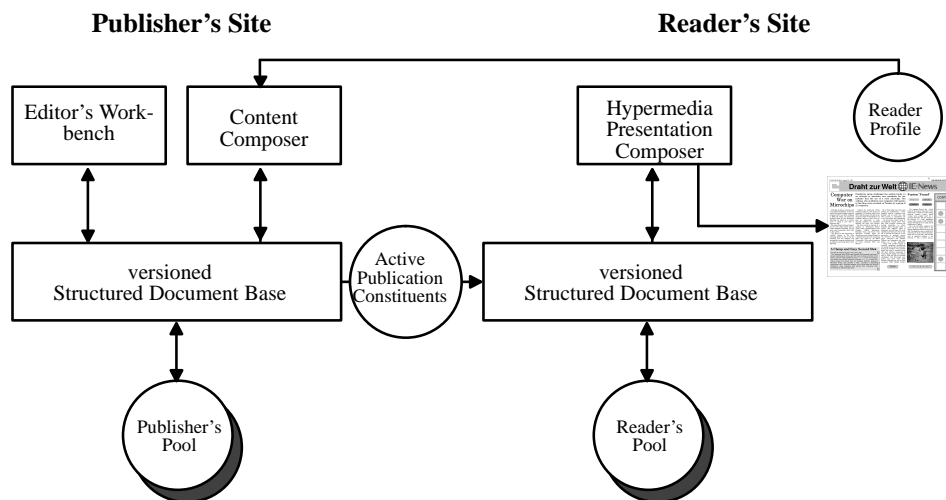 Publisher's Site
Reader's Site
Editor's Work-
bench
Content
Composer
Hypermedia
Presentation
Composer
Reader
Profile
Draht zur Welt IE-News
Computer
War on
Microchips
versioned
Structured Document Base
Active
Publication
Constituents
versioned
Structured Document Base
Publisher's
Pool
Reader's
Pool